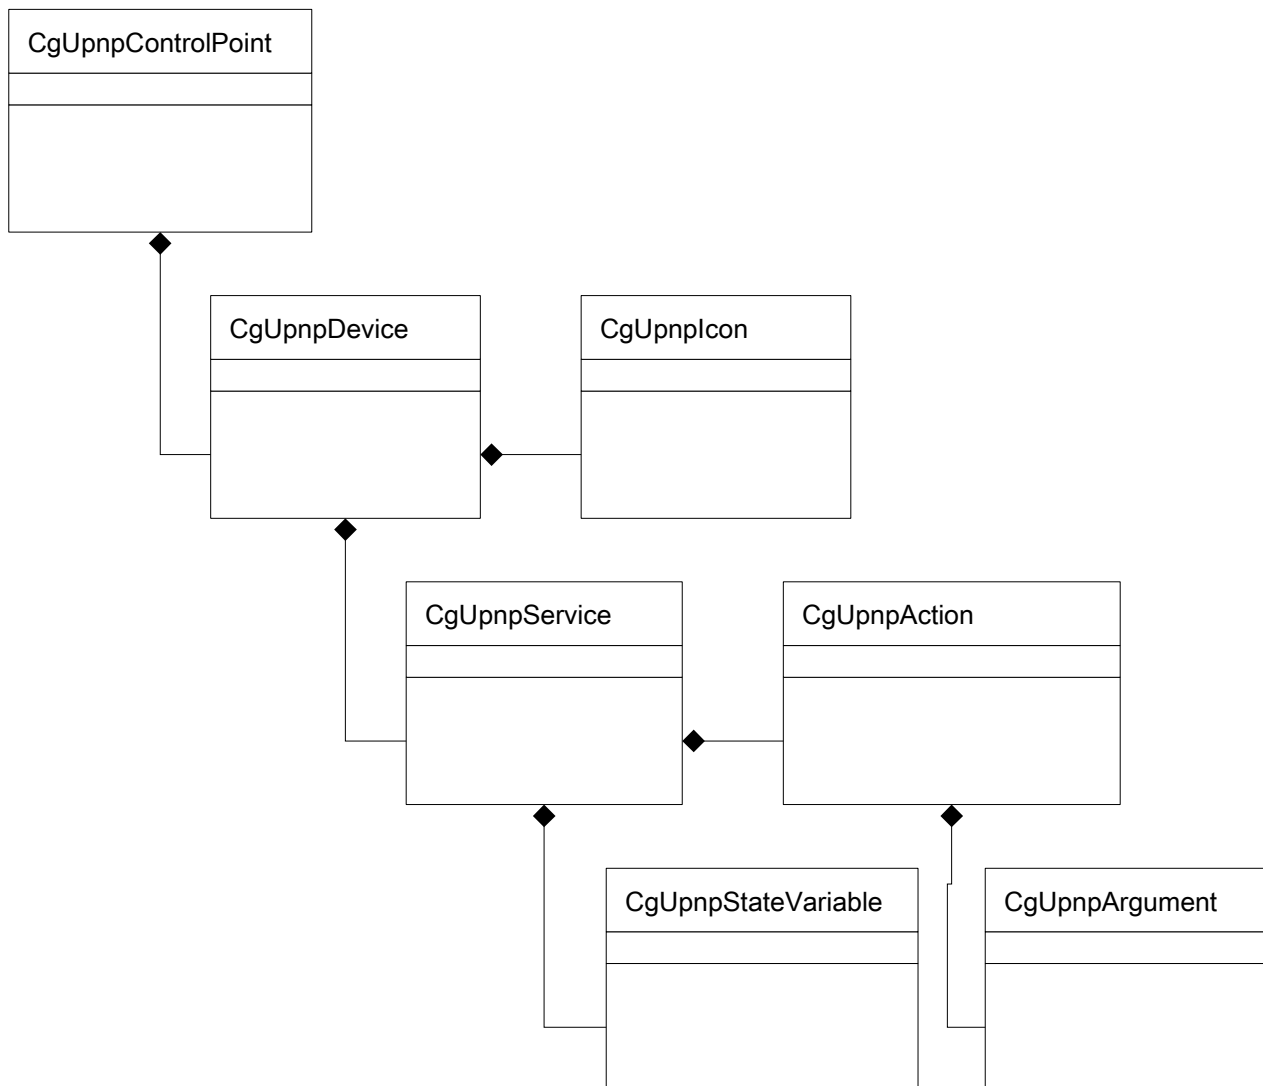 CgUpnpControlPoint
CgUpnpDevice
CgUpnpIcon
CgUpnpService
CgUpnpAction
CgUpnpStateVariable
CgUpnpArgument